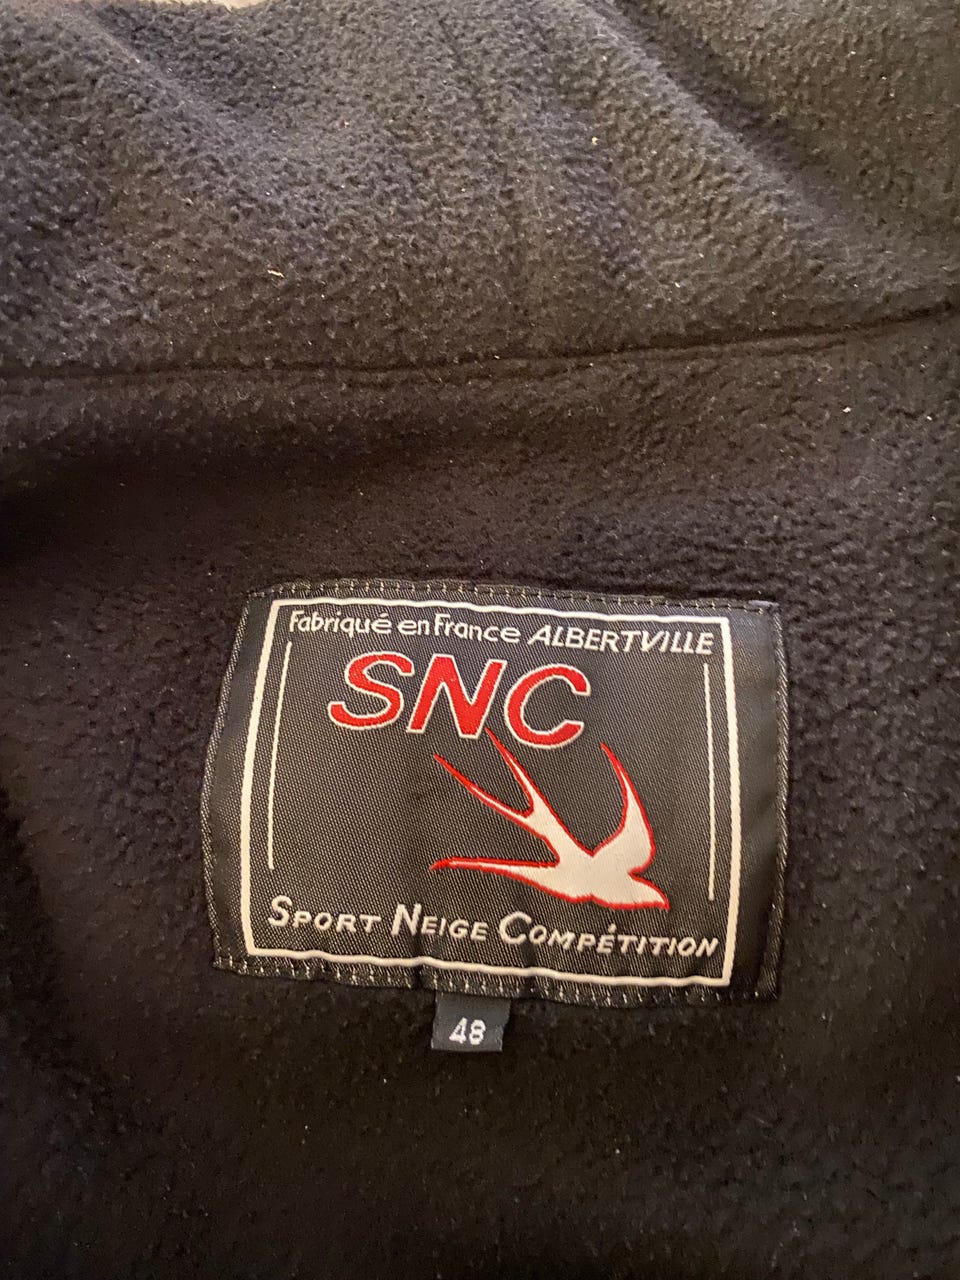 Fabriqué en France ALBERTVILLE
SNC
SPORT NEIGE COMPÉTITION
48